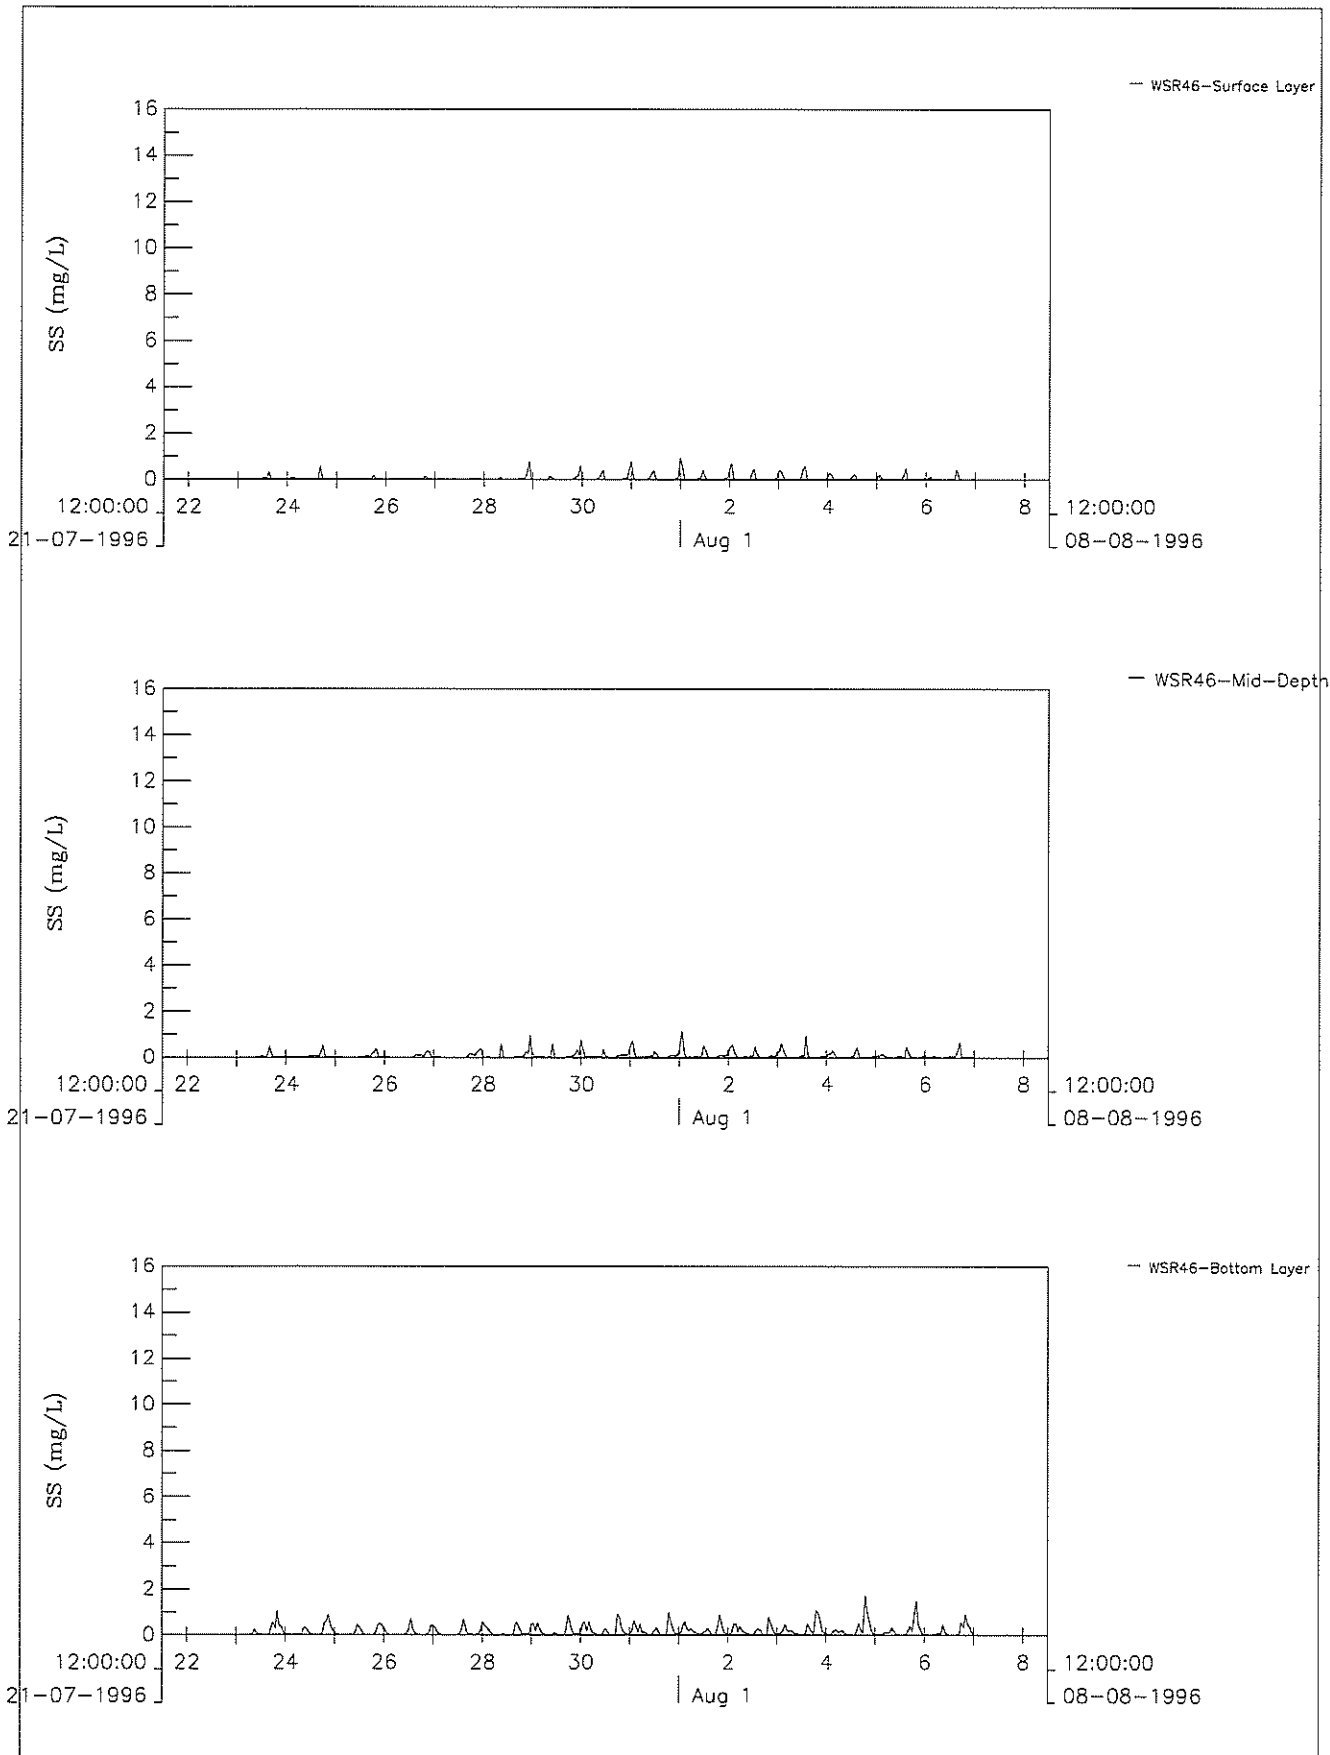 — WSR46-Surface Layer
16
14
12
10
8
6
4
2
0
SS (mg/L)
12:00:00 22 24 26 28 30 2 4 6 8 12:00:00
21-07-1996 Aug 1 08-08-1996
— WSR46-Mid-Depth
16
14
12
10
8
6
4
2
0
SS (mg/L)
12:00:00 22 24 26 28 30 2 4 6 8 12:00:00
21-07-1996 Aug 1 08-08-1996
— WSR46-Bottom Layer
16
14
12
10
8
6
4
2
0
SS (mg/L)
12:00:00 22 24 26 28 30 2 4 6 8 12:00:00
21-07-1996 Aug 1 08-08-1996